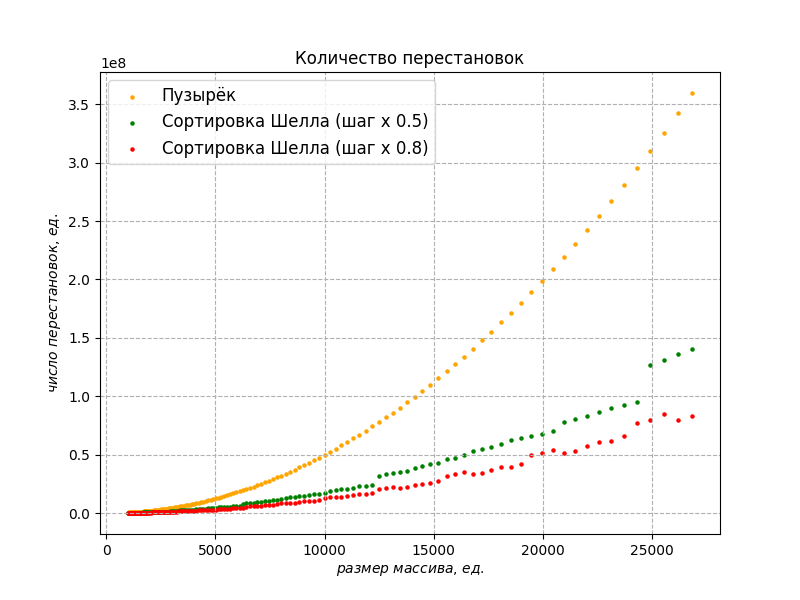 Количество перестановок
1e8
Пузырёк
Сортировка Шелла (шаг x 0.5)
Сортировка Шелла (шаг x 0.8)
3.5
3.0
2.5
2.0
1.5
1.0
0.5
0.0
число перестановок, ед.
0 5000 10000 15000 20000 25000
размер массива, ед.